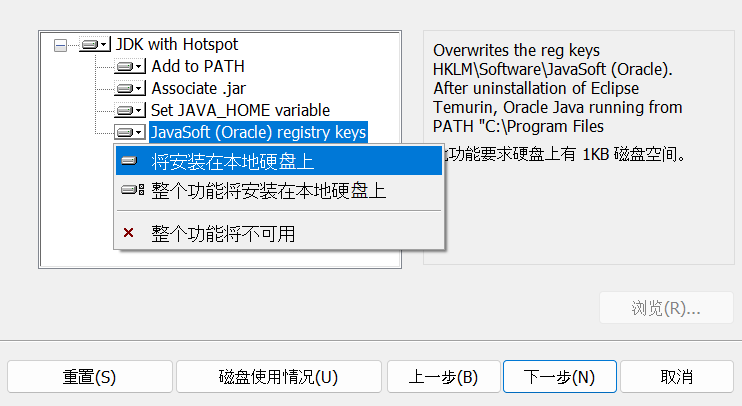 JDK with Hotspot
Add to PATH
Associate .jar
Set JAVA_HOME variable
JavaSoft (Oracle) registry keys
将安装在本地硬盘上
整个功能将安装在本地硬盘上
整个功能将不可用
Overwrites the reg keys
HKLM\Software\JavaSoft (Oracle).
After uninstallation of Eclipse
Temurin, Oracle Java running from
PATH "C:\Program Files
功能要求硬盘上有 1KB 磁盘空间。
浏览(R)...
重置(S)
磁盘使用情况(U)
上一步(B)
下一步(N)
取消